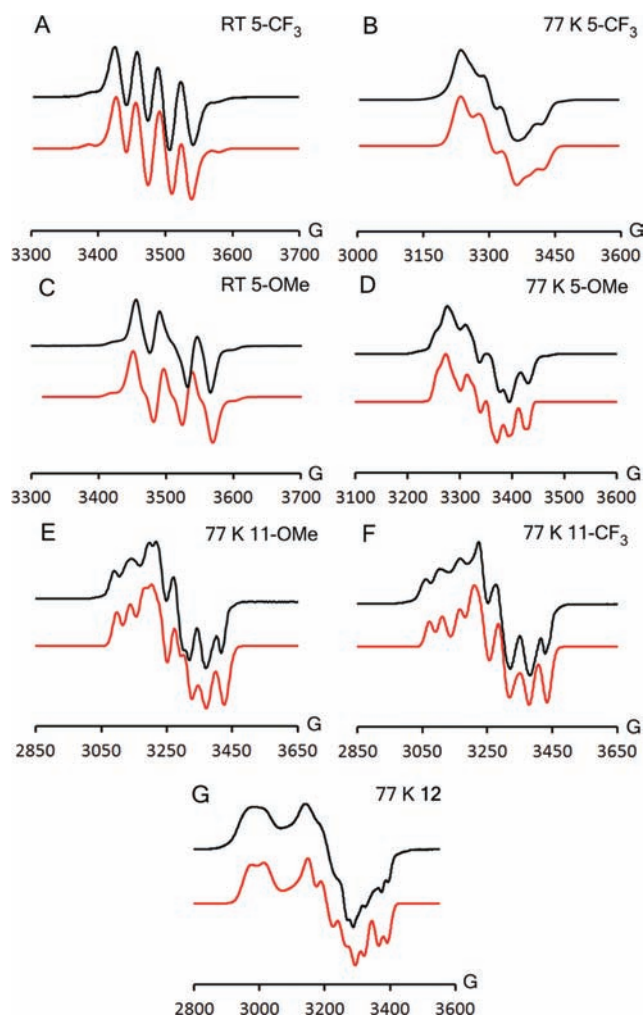 A RT 5-CF₃
B 77 K 5-CF₃
G
3300 3400 3500 3600 3700
G
3000 3150 3300 3450 3600
C RT 5-OMe
D 77 K 5-OMe
G
3300 3400 3500 3600 3700
G
3100 3200 3300 3400 3500
E 77 K 11-OMe
F 77 K 11-CF₃
G
2850 3050 3250 3450 3650
G
2850 3050 3250 3450 3650
G 77 K 12
G
2800 3000 3200 3400 3600